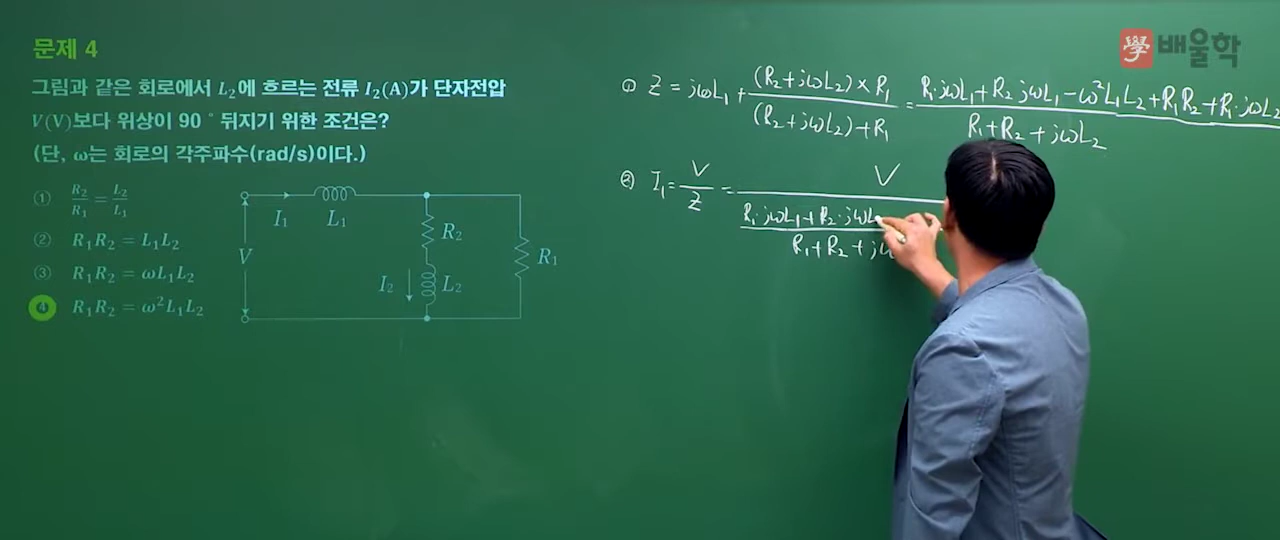 學 배울학
문제 4
그림과 같은 회로에서 L₂에 흐르는 전류 I₂(A)가 단자전압
V(V)보다 위상이 90˚ 뒤지기 위한 조건은?
(단, ω는 회로의 각주파수(rad/s)이다.)
① R₂/R₁ = L₂/L₁
② R₁R₂ = L₁L₂
③ R₁R₂ = ωL₁L₂
④ R₁R₂ = ω²L₁L₂
I₁
L₁
V
R₂
I₂
L₂
R₁
① Z = jωL₁ + (R₂+jωL₂)×R₁ / (R₂+jωL₂)+R₁ = R₁·jωL₁+R₂jωL₁−ω²L₁L₂+R₁R₂+R₁·jωL₂ / R₁+R₂+jωL₂
② I₁ = V/Z = V / R₁·jωL₁+R₂·jωL / R₁+R₂+jω